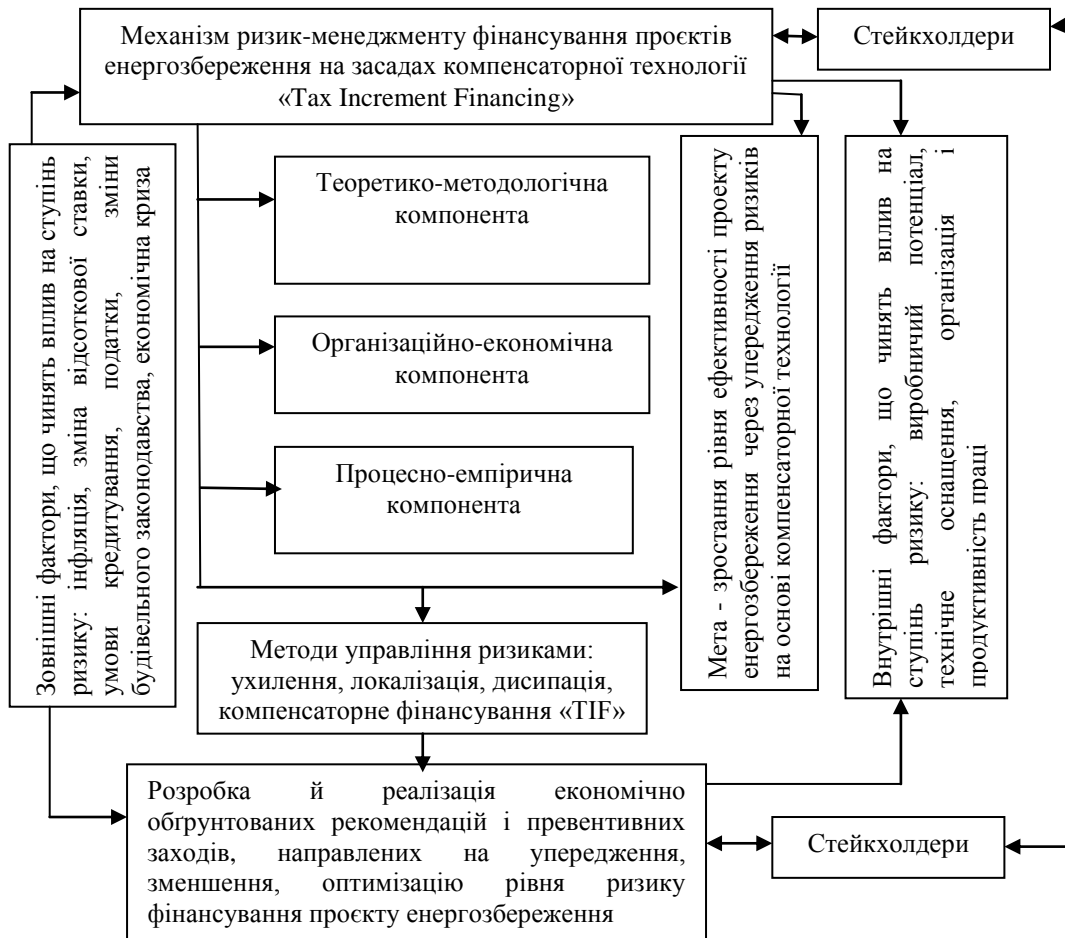 Механізм ризик-менеджменту фінансування проєктів
енергозбереження на засадах компенсаторної технології
«Tax Increment Financing»
Стейкхолдери
Зовнішні фактори, що чинять вплив на ступінь
ризику: інфляція, зміна відсоткової ставки,
умови кредитування, податки, зміни
будівельного законодавства, економічна криза
Теоретико-методологічна
компонента
Організаційно-економічна
компонента
Процесно-емпірична
компонента
Мета - зростання рівня ефективності проекту
енергозбереження через упередження ризиків
на основі компенсаторної технології
Внутрішні фактори, що чинять вплив на
ступінь ризику: виробничий потенціал,
технічне оснащення, організація і
продуктивність праці
Методи управління ризиками:
ухилення, локалізація, дисипація,
компенсаторне фінансування «TIF»
Розробка й реалізація економічно
обґрунтованих рекомендацій і превентивних
заходів, направлених на упередження,
зменшення, оптимізацію рівня ризику
фінансування проєкту енергозбереження
Стейкхолдери